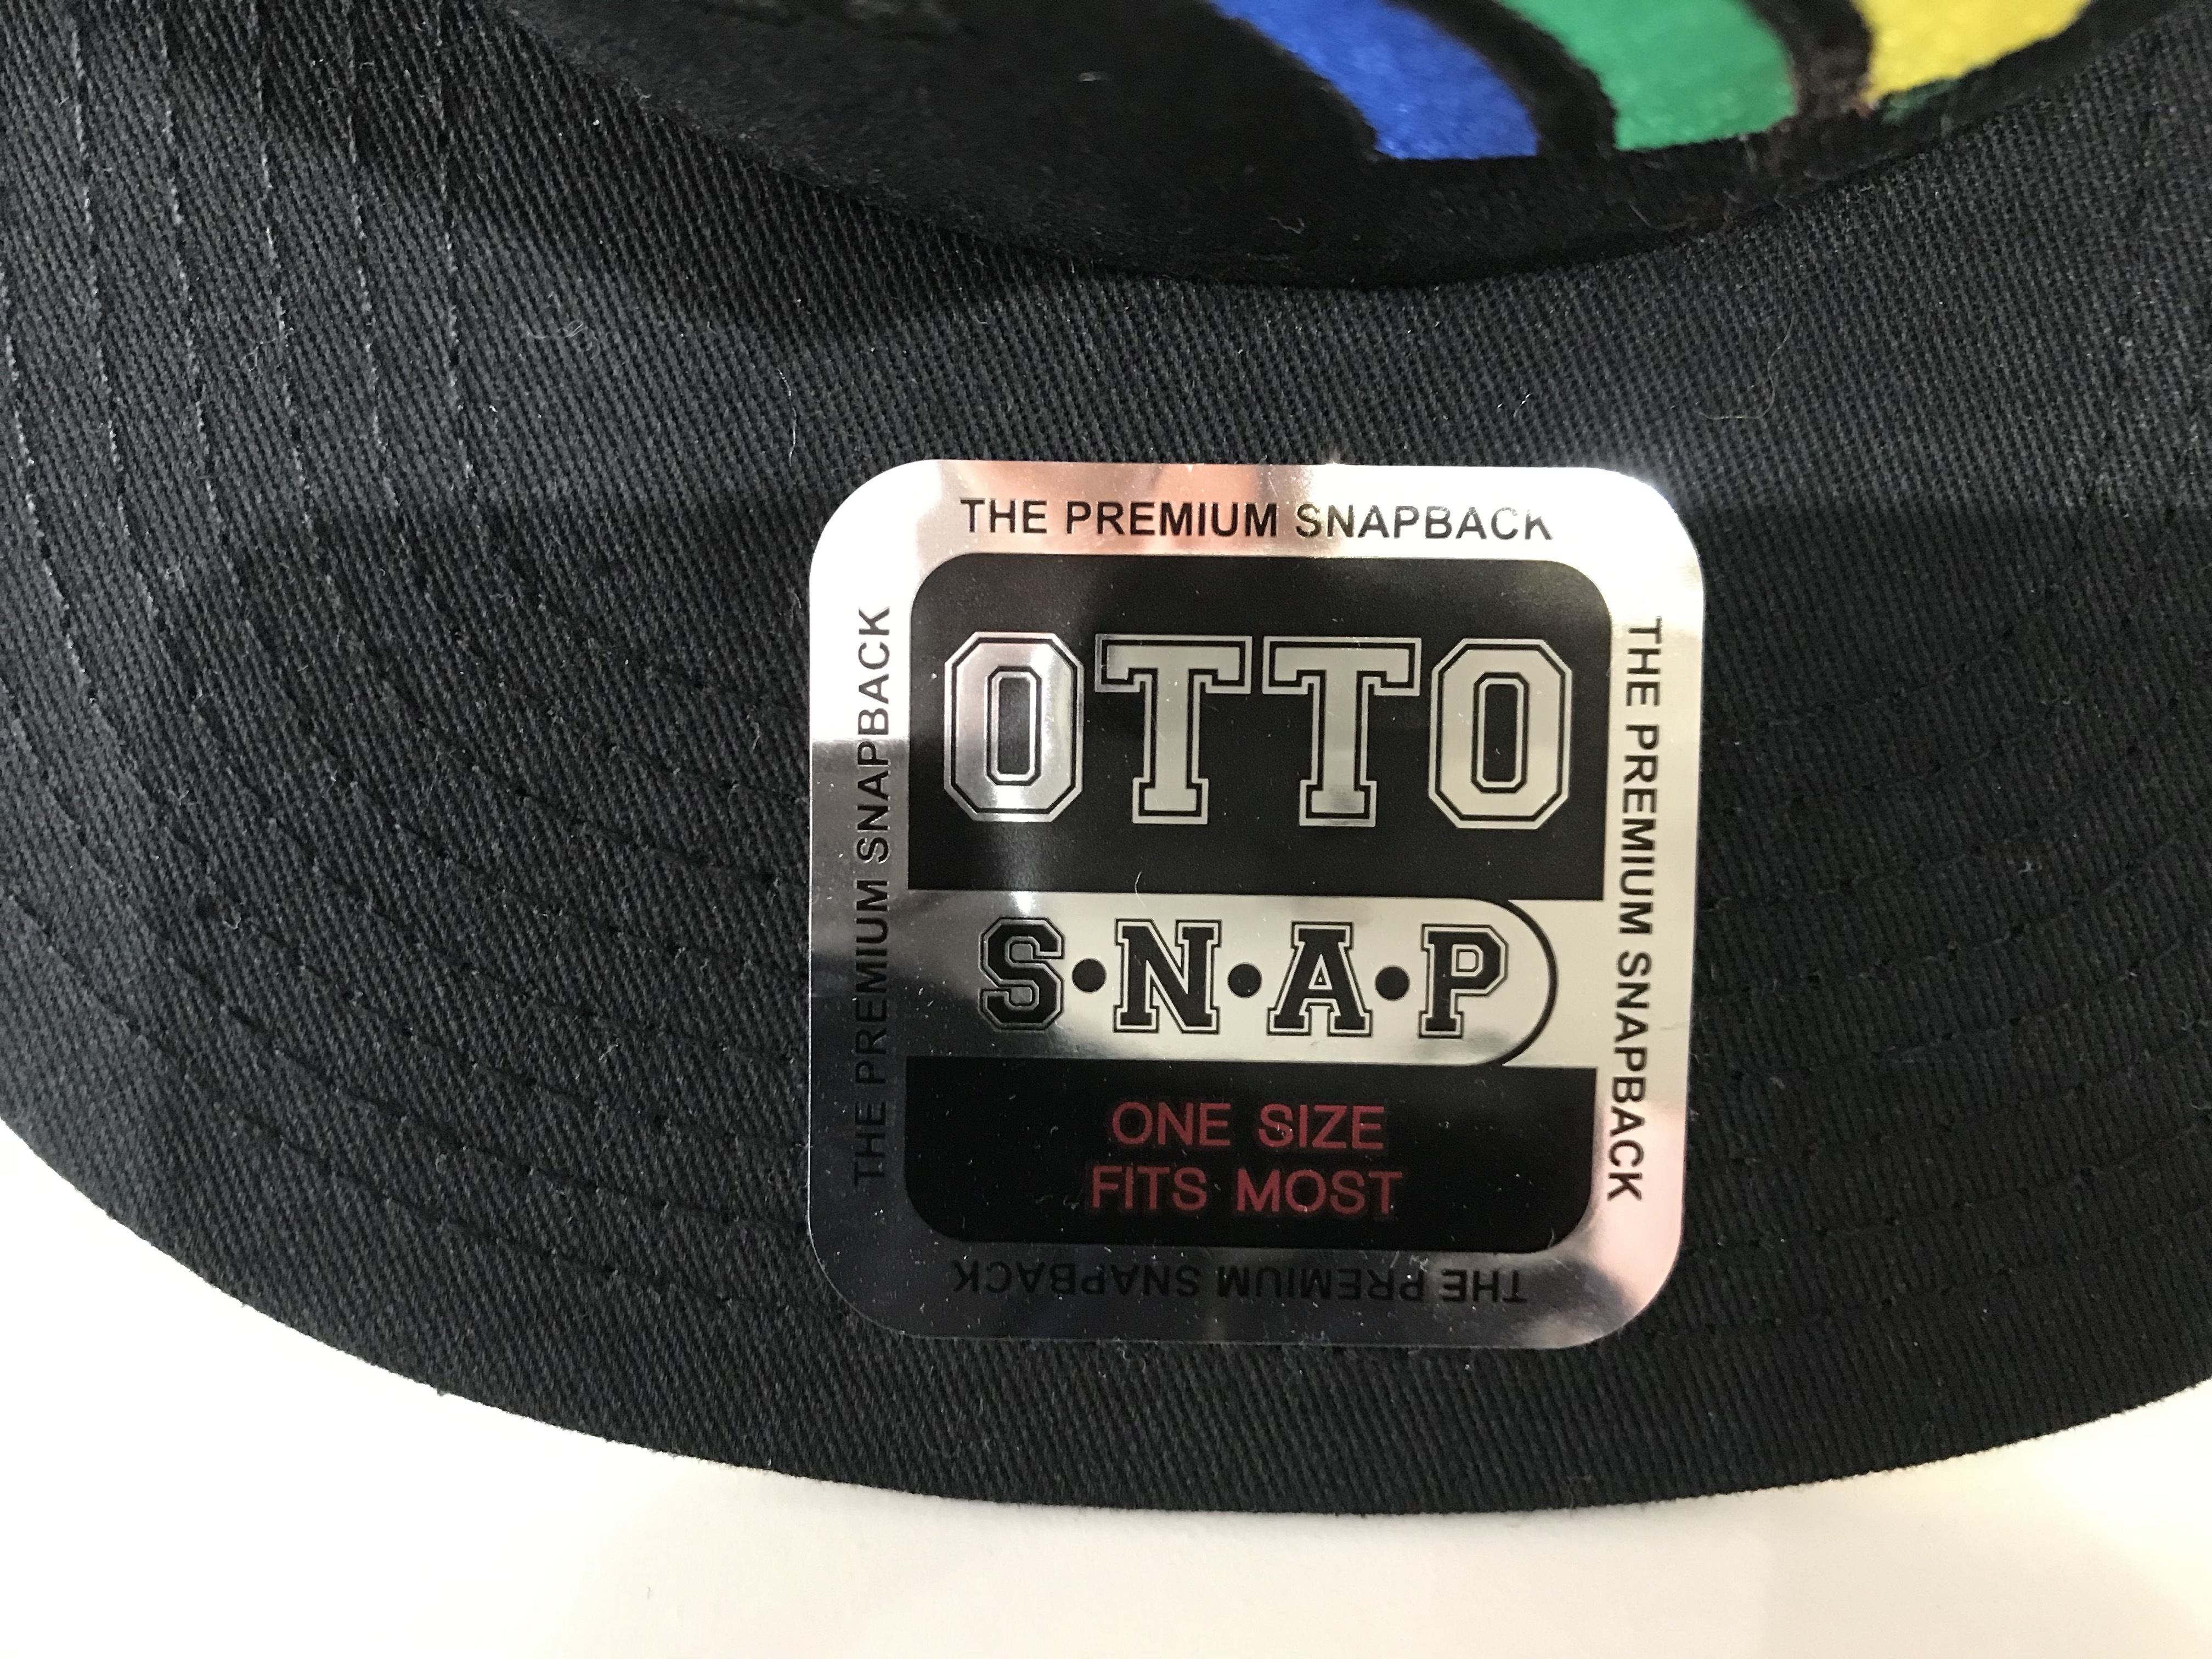 THE PREMIUM SNAPBACK
THE PREMIUM SNAPBACK
OTTO
S•N•A•P
ONE SIZE
FITS MOST
THE PREMIUM SNAPBACK
THE PREMIUM SNAPBACK